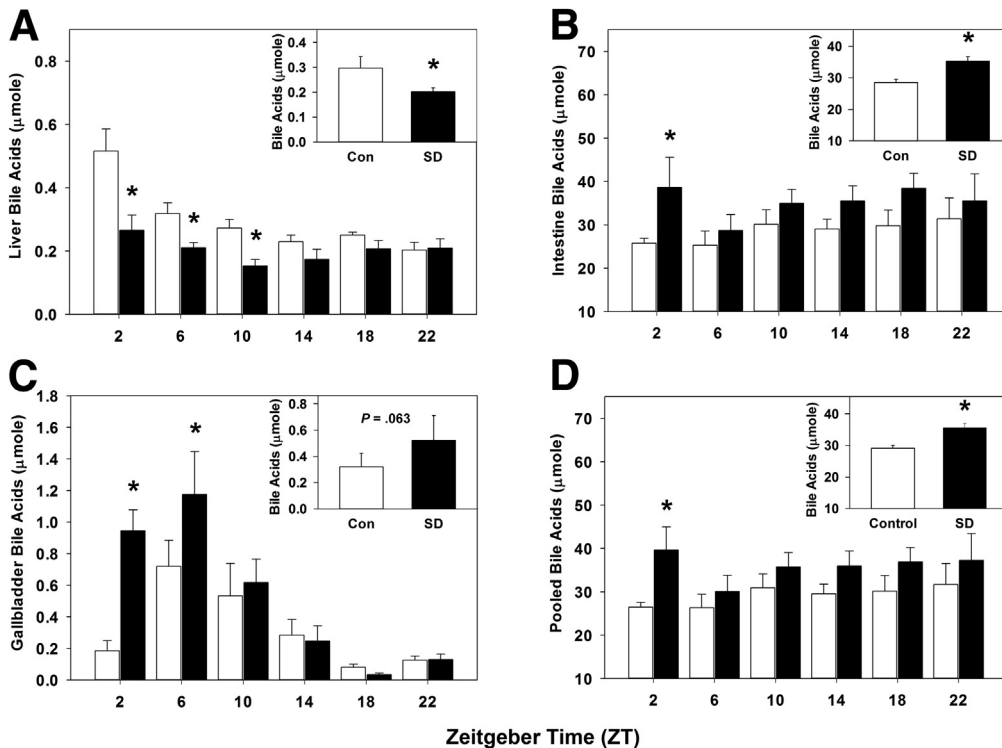 A
Liver Bile Acids (μmole)
0.8
0.6
0.4
0.2
0.0
2 6 10 14 18 22
Bile Acids (μmole)
0.4
0.3
0.2
0.1
0.0
*
Con SD
*
*
*
B
Intestine Bile Acids (μmole)
70
60
50
40
30
20
10
2 6 10 14 18 22
Bile Acids (μmole)
40
30
20
10
*
Con SD
*
C
Gallbladder Bile Acids (μmole)
1.8
1.6
1.4
1.2
1.0
0.8
0.6
0.4
0.2
0.0
2 6 10 14 18 22
Bile Acids (μmole)
0.8
0.6
0.4
0.2
0.0
P = .063
Con SD
*
*
D
Pooled Bile Acids (μmole)
70
60
50
40
30
20
10
2 6 10 14 18 22
Bile Acids (μmole)
40
30
20
10
*
Control SD
*
Zeitgeber Time (ZT)